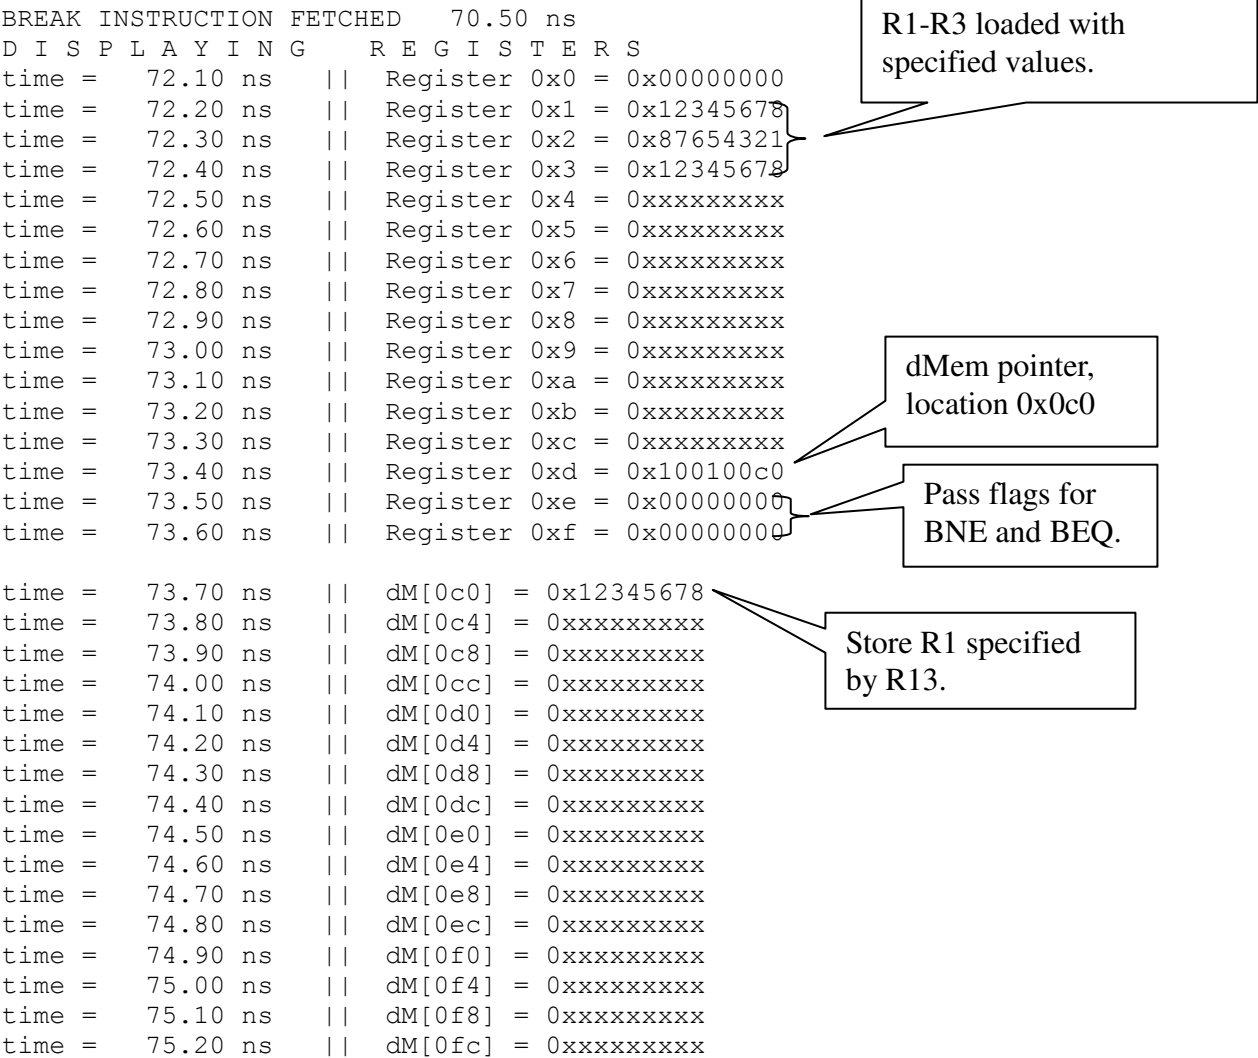 BREAK INSTRUCTION FETCHED   70.50 ns
D I S P L A Y I N G   R E G I S T E R S
time =   72.10 ns   ||  Register 0x0 = 0x00000000
time =   72.20 ns   ||  Register 0x1 = 0x12345678
time =   72.30 ns   ||  Register 0x2 = 0x87654321
time =   72.40 ns   ||  Register 0x3 = 0x12345678
time =   72.50 ns   ||  Register 0x4 = 0xxxxxxxxx
time =   72.60 ns   ||  Register 0x5 = 0xxxxxxxxx
time =   72.70 ns   ||  Register 0x6 = 0xxxxxxxxx
time =   72.80 ns   ||  Register 0x7 = 0xxxxxxxxx
time =   72.90 ns   ||  Register 0x8 = 0xxxxxxxxx
time =   73.00 ns   ||  Register 0x9 = 0xxxxxxxxx
time =   73.10 ns   ||  Register 0xa = 0xxxxxxxxx
time =   73.20 ns   ||  Register 0xb = 0xxxxxxxxx
time =   73.30 ns   ||  Register 0xc = 0xxxxxxxxx
time =   73.40 ns   ||  Register 0xd = 0x100100c0
time =   73.50 ns   ||  Register 0xe = 0x00000000
time =   73.60 ns   ||  Register 0xf = 0x00000000
time =   73.70 ns   ||  dM[0c0] = 0x12345678
time =   73.80 ns   ||  dM[0c4] = 0xxxxxxxxx
time =   73.90 ns   ||  dM[0c8] = 0xxxxxxxxx
time =   74.00 ns   ||  dM[0cc] = 0xxxxxxxxx
time =   74.10 ns   ||  dM[0d0] = 0xxxxxxxxx
time =   74.20 ns   ||  dM[0d4] = 0xxxxxxxxx
time =   74.30 ns   ||  dM[0d8] = 0xxxxxxxxx
time =   74.40 ns   ||  dM[0dc] = 0xxxxxxxxx
time =   74.50 ns   ||  dM[0e0] = 0xxxxxxxxx
time =   74.60 ns   ||  dM[0e4] = 0xxxxxxxxx
time =   74.70 ns   ||  dM[0e8] = 0xxxxxxxxx
time =   74.80 ns   ||  dM[0ec] = 0xxxxxxxxx
time =   74.90 ns   ||  dM[0f0] = 0xxxxxxxxx
time =   75.00 ns   ||  dM[0f4] = 0xxxxxxxxx
time =   75.10 ns   ||  dM[0f8] = 0xxxxxxxxx
time =   75.20 ns   ||  dM[0fc] = 0xxxxxxxxx
R1-R3 loaded with
specified values.
dMem pointer,
location 0x0c0
Pass flags for
BNE and BEQ.
Store R1 specified
by R13.